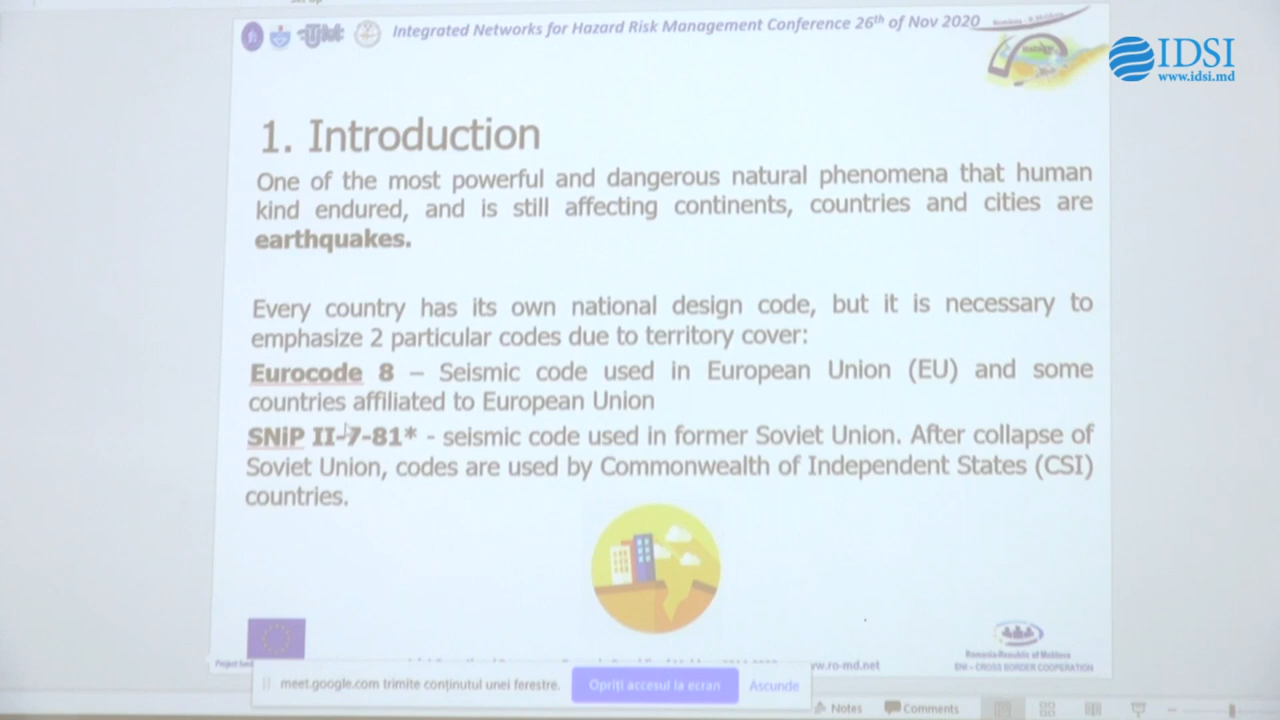 Integrated Networks for Hazard Risk Management Conference 26th of Nov 2020
IDSI
www.idsi.md
1. Introduction
One of the most powerful and dangerous natural phenomena that human
kind endured, and is still affecting continents, countries and cities are
earthquakes.
Every country has its own national design code, but it is necessary to
emphasize 2 particular codes due to territory cover:
Eurocode 8 – Seismic code used in European Union (EU) and some
countries affiliated to European Union
SNiP II-7-81* - seismic code used in former Soviet Union. After collapse of
Soviet Union, codes are used by Commonwealth of Independent States (CSI)
countries.
Romania-Republic of Moldova
ENI – CROSS BORDER COOPERATION
Project
.ro-md.net
meet.google.com trimite conținutul unei ferestre.
Opriți accesul la ecran
Ascunde
Notes
Comments